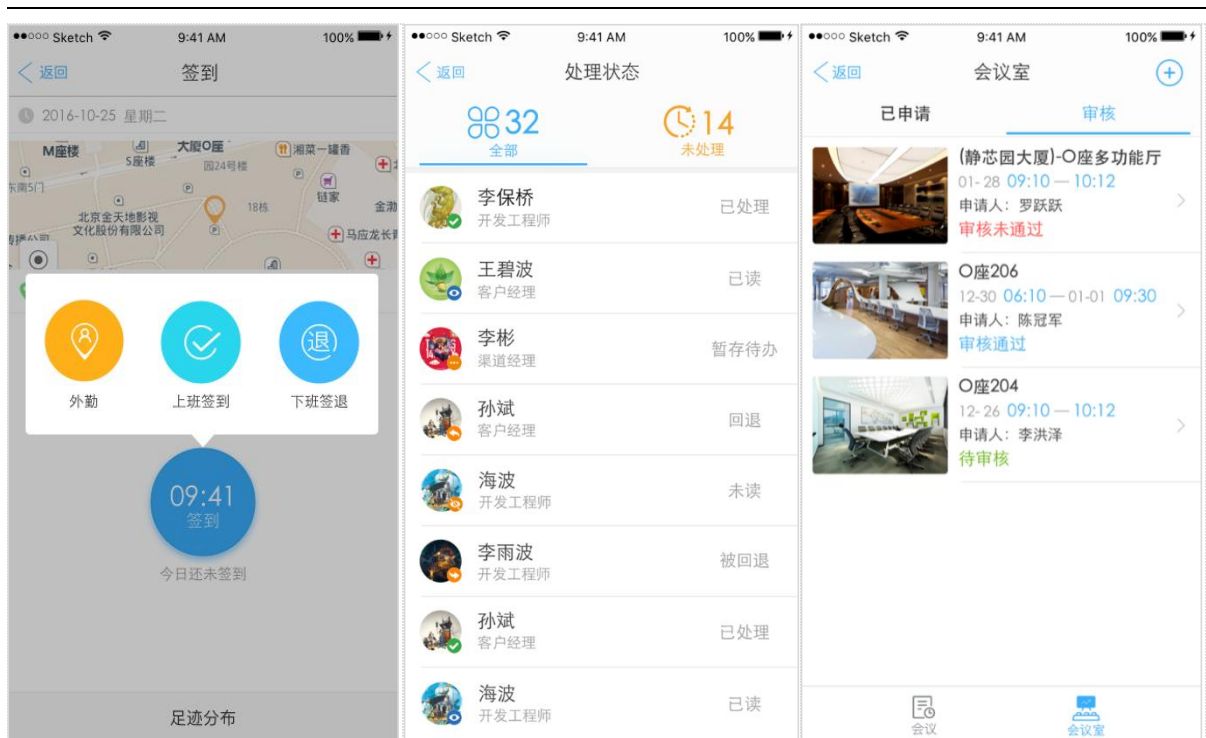 Sketch 9:41 AM 100%
返回 签到
2016-10-25 星期二
M座楼
S座楼
大廈O座
园24号楼
湘菜一罐香
东南5门
链家
18栋
北京金天地影视
文化股份有限公司
金渤
马应龙长青
外勤 上班签到 下班签退
退
09:41
签到
今日还未签到
足迹分布
Sketch 9:41 AM 100%
返回 处理状态
32 14
全部 未处理
李保桥
开发工程师
已处理
王碧波
客户经理
已读
李彬
渠道经理
暂存待办
孙斌
客户经理
回退
海波
开发工程师
未读
李雨波
开发工程师
被回退
孙斌
客户经理
已处理
海波
开发工程师
已读
Sketch 9:41 AM 100%
返回 会议室
已申请 审核
(静芯园大厦)-O座多功能厅
01-28 09:10 — 10:12
申请人：罗跃跃
审核未通过
O座206
12-30 06:10 — 01-01 09:30
申请人：陈冠军
审核通过
O座204
12-26 09:10 — 10:12
申请人：李洪泽
待审核
会议 会议室